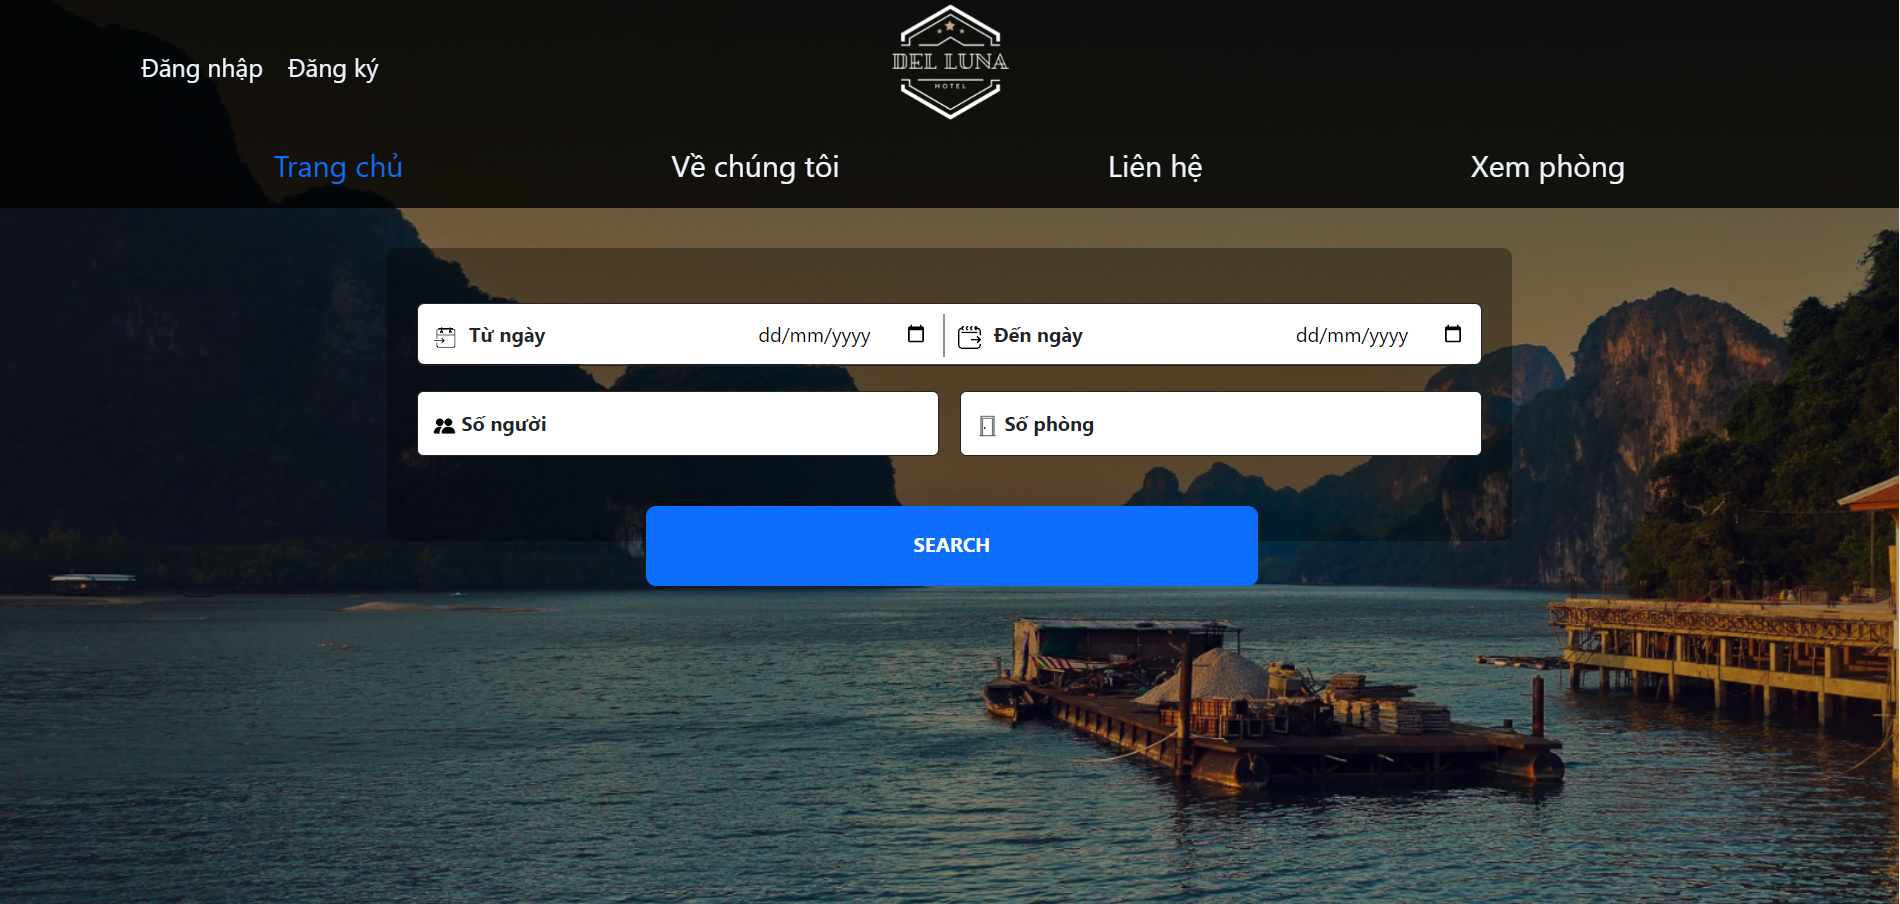 Đăng nhập Đăng ký
DEL LUNA
HOTEL
Trang chủ Về chúng tôi Liên hệ Xem phòng
Từ ngày dd/mm/yyyy Đến ngày dd/mm/yyyy
Số người Số phòng
SEARCH